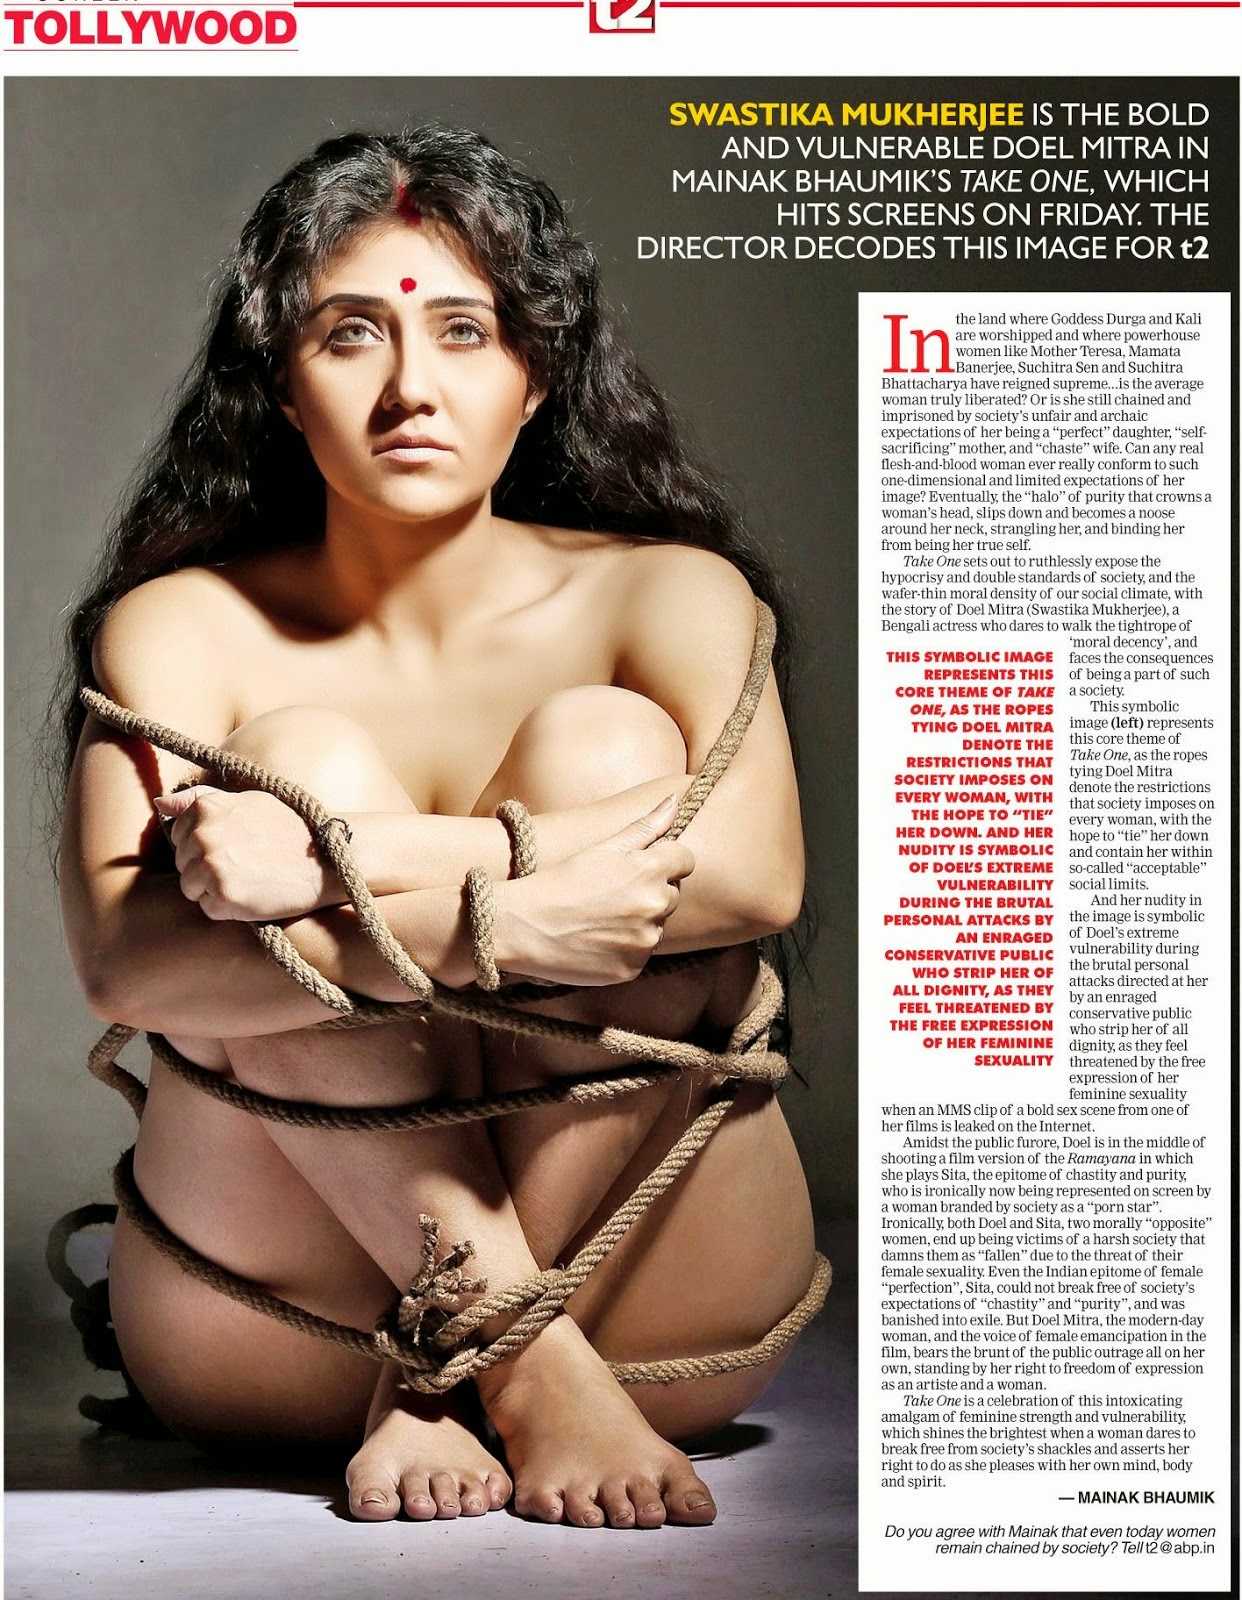 TOLLYWOOD
t2
SWASTIKA MUKHERJEE IS THE BOLD
AND VULNERABLE DOEL MITRA IN
MAINAK BHAUMIK'S TAKE ONE, WHICH
HITS SCREENS ON FRIDAY. THE
DIRECTOR DECODES THIS IMAGE FOR t2
In the land where Goddess Durga and Kali
are worshipped and where powerhouse
women like Mother Teresa, Mamata
Banerjee, Suchitra Sen and Suchitra
Bhattacharya have reigned supreme...is the average
woman truly liberated? Or is she still chained and
imprisoned by society's unfair and archaic
expectations of her being a "perfect" daughter, "self-
sacrificing" mother, and "chaste" wife. Can any real
flesh-and-blood woman ever really conform to such
one-dimensional and limited expectations of her
image? Eventually, the "halo" of purity that crowns a
woman's head, slips down and becomes a noose
around her neck, strangling her, and binding her
from being her true self.
Take One sets out to ruthlessly expose the
hypocrisy and double standards of society, and the
wafer-thin moral density of our social climate, with
the story of Doel Mitra (Swastika Mukherjee), a
Bengali actress who dares to walk the tightrope of
'moral decency', and
faces the consequences
of being a part of such
a society.
This symbolic
image (left) represents
this core theme of
Take One, as the ropes
tying Doel Mitra
denote the restrictions
that society imposes on
every woman, with the
hope to "tie" her down
and contain her within
so-called "acceptable"
social limits.
And her nudity in
the image is symbolic
of Doel's extreme
vulnerability during
the brutal personal
attacks directed at her
by an enraged
conservative public
who strip her of all
dignity, as they feel
threatened by the free
expression of her
feminine sexuality
when an MMS clip of a bold sex scene from one of
her films is leaked on the Internet.
Amidst the public furore, Doel is in the middle of
shooting a film version of the Ramayana in which
she plays Sita, the epitome of chastity and purity,
who is ironically now being represented on screen by
a woman branded by society as a "porn star".
Ironically, both Doel and Sita, two morally "opposite"
women, end up being victims of a harsh society that
damns them as "fallen" due to the threat of their
female sexuality. Even the Indian epitome of female
"perfection", Sita, could not break free of society's
expectations of "chastity" and "purity", and was
banished into exile. But Doel Mitra, the modern-day
woman, and the voice of female emancipation in the
film, bears the brunt of the public outrage all on her
own, standing by her right to freedom of expression
as an artiste and a woman.
Take One is a celebration of this intoxicating
amalgam of feminine strength and vulnerability,
which shines the brightest when a woman dares to
break free from society's shackles and asserts her
right to do as she pleases with her own mind, body
and spirit.
— MAINAK BHAUMIK
THIS SYMBOLIC IMAGE
REPRESENTS THIS
CORE THEME OF TAKE
ONE, AS THE ROPES
TYING DOEL MITRA
DENOTE THE
RESTRICTIONS THAT
SOCIETY IMPOSES ON
EVERY WOMAN, WITH
THE HOPE TO "TIE"
HER DOWN. AND HER
NUDITY IS SYMBOLIC
OF DOEL'S EXTREME
VULNERABILITY
DURING THE BRUTAL
PERSONAL ATTACKS BY
AN ENRAGED
CONSERVATIVE PUBLIC
WHO STRIP HER OF
ALL DIGNITY, AS THEY
FEEL THREATENED BY
THE FREE EXPRESSION
OF HER FEMININE
SEXUALITY
Do you agree with Mainak that even today women
remain chained by society? Tell t2@abp.in